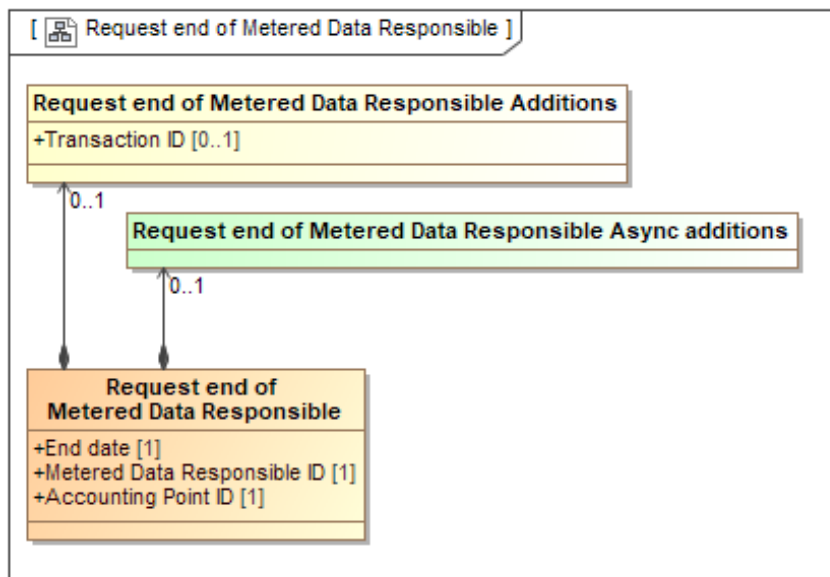 [ Request end of Metered Data Responsible ]
Request end of Metered Data Responsible Additions
+Transaction ID [0..1]
0..1
Request end of Metered Data Responsible Async additions
0..1
Request end of
Metered Data Responsible
+End date [1]
+Metered Data Responsible ID [1]
+Accounting Point ID [1]